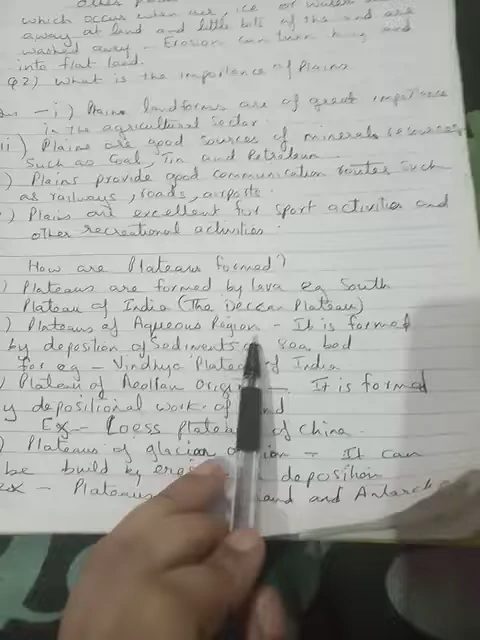 other
which occurs when air, ice or water
away at land and little bits of the land are
washed away - Erosion can turn
into flat land.
Q2) What is the importance of Plains
- i) Plains landforms are of great importance
in the agricultural Sector.
ii) Plains are good sources of minerals resources
such as Coal, Tin and Petroleum.
) Plains provide good communication routes such
as railways, roads, airports.
) Plains are excellent for sport activities and
other recreational activities.
How are Plateaus formed?
) Plateaus are formed by lava eg South
Plateau of India (The Deccan Plateau)
) Plateaus of Aqueous Region - It is formed
by deposition of Sediments sea bed
for eg - Vindhya Plateau of India
) Plateau of Aeolian Origin It is formed
y depositional work of
Ex - Loess plateau of China.
) Plateaus of glacian - It can
be build by deposition
ex - Plateaus and and Antarc